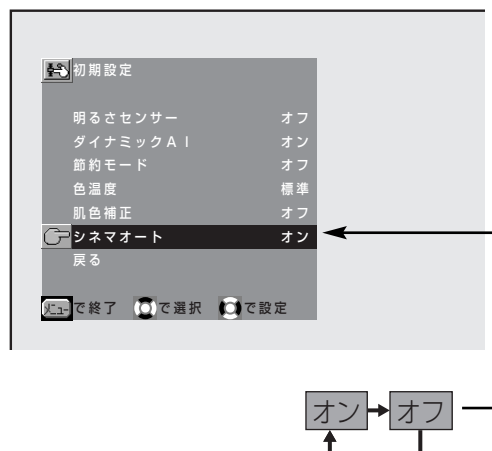 初期設定
明るさセンサー　オフ
ダイナミックAI　オン
節約モード　オフ
色温度　標準
肌色補正　オフ
シネマオート　オン
戻る
メニューで終了　で選択　で設定
オン　オフ